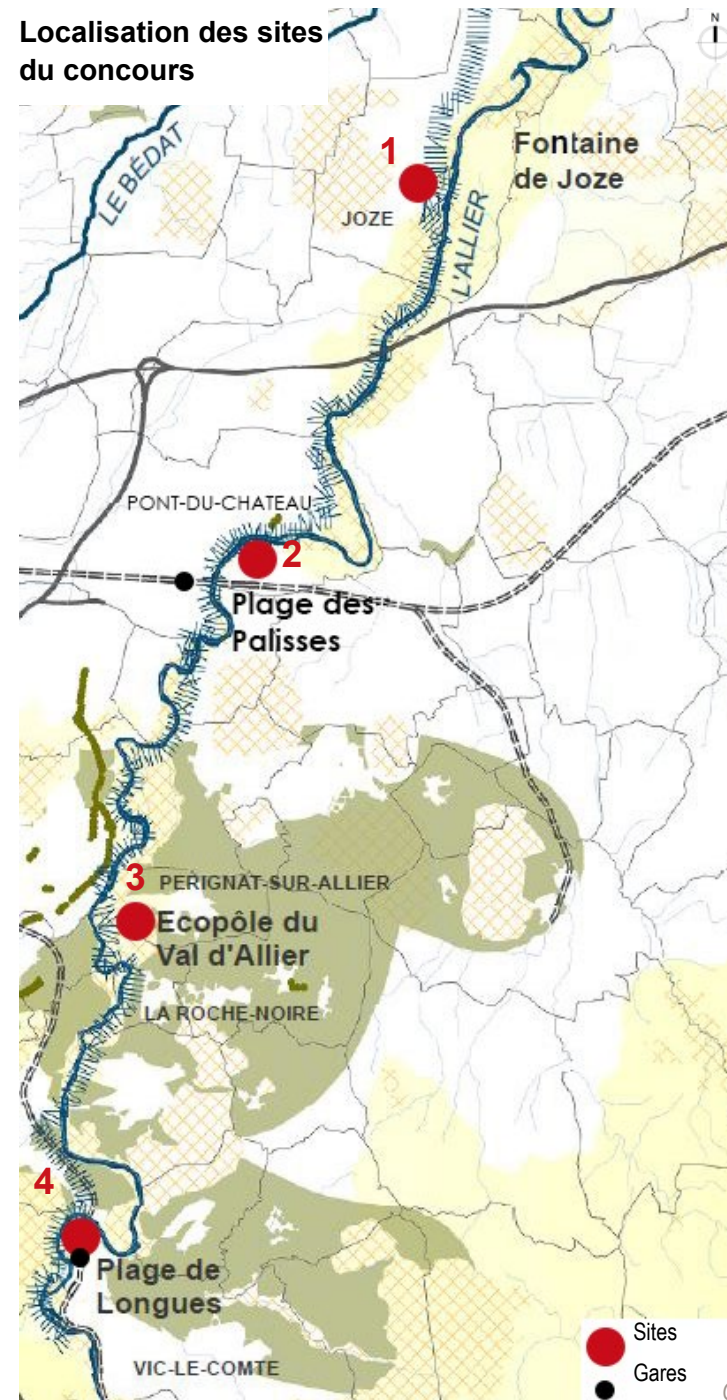 Localisation des sites
du concours
N
LE BÉDAT
1
Fontaine
de Joze
JOZE
L'ALLIER
PONT-DU-CHATEAU
2
Plage des
Palisses
3
PERIGNAT-SUR-ALLIER
Ecopôle du
Val d'Allier
LA ROCHE-NOIRE
4
Plage de
Longues
VIC-LE-COMTE
Sites
Gares